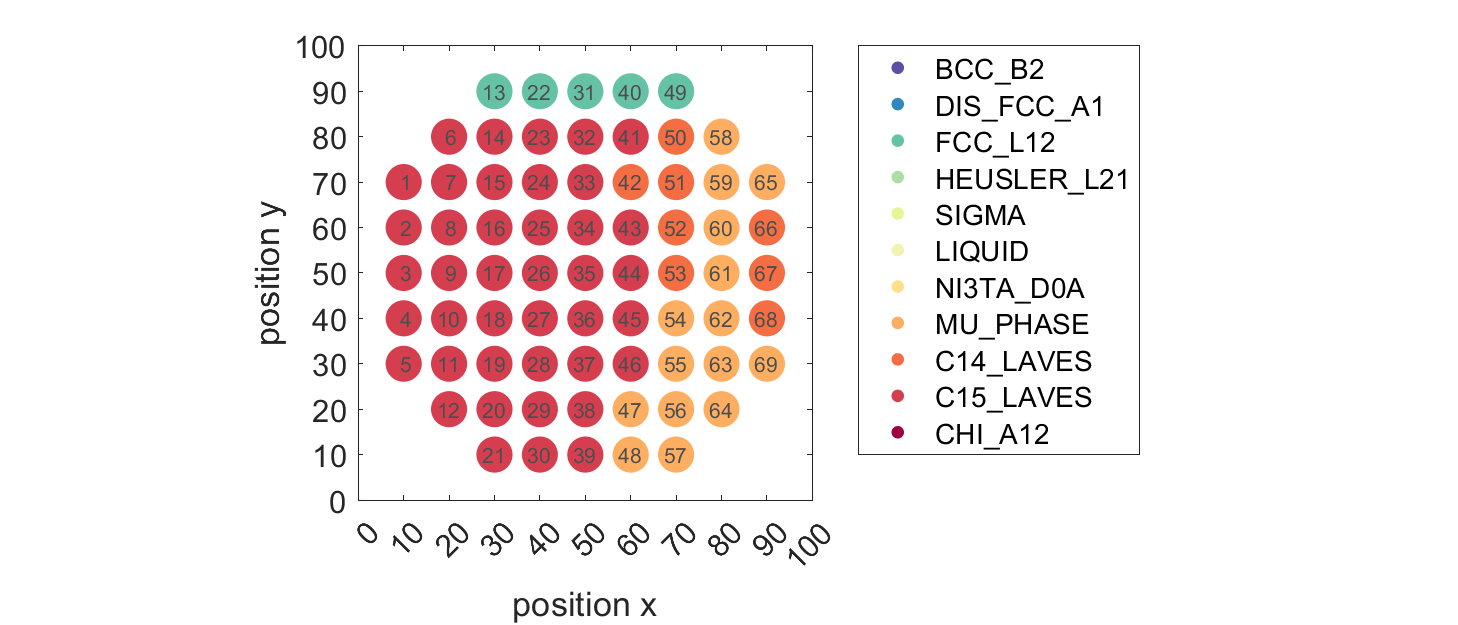 100
90
80
70
60
50
40
30
20
10
0
position y
13 22 31 40 49
6 14 23 32 41 50 58
1 7 15 24 33 42 51 59 65
2 8 16 25 34 43 52 60 66
3 9 17 26 35 44 53 61 67
4 10 18 27 36 45 54 62 68
5 11 19 28 37 46 55 63 69
12 20 29 38 47 56 64
21 30 39 48 57
0 10 20 30 40 50 60 70 80 90 100
position x
BCC_B2
DIS_FCC_A1
FCC_L12
HEUSLER_L21
SIGMA
LIQUID
NI3TA_D0A
MU_PHASE
C14_LAVES
C15_LAVES
CHI_A12